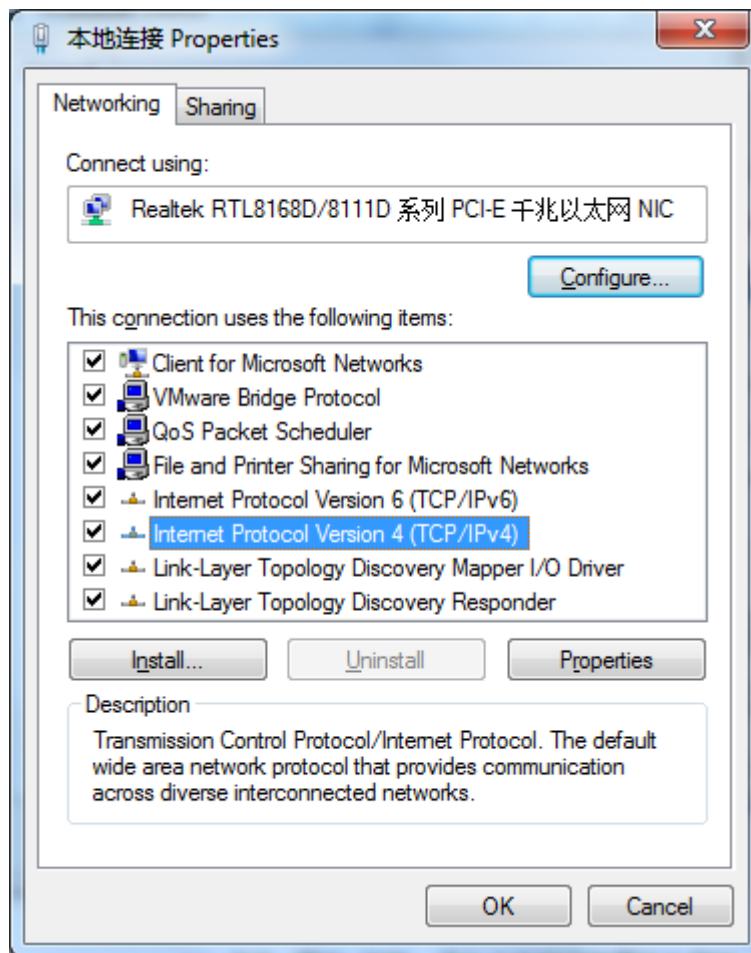 本地连接 Properties
Networking
Sharing
Connect using:
Realtek RTL8168D/8111D 系列 PCI-E 千兆以太网 NIC
Configure...
This connection uses the following items:
Client for Microsoft Networks
VMware Bridge Protocol
QoS Packet Scheduler
File and Printer Sharing for Microsoft Networks
Internet Protocol Version 6 (TCP/IPv6)
Internet Protocol Version 4 (TCP/IPv4)
Link-Layer Topology Discovery Mapper I/O Driver
Link-Layer Topology Discovery Responder
Install...
Uninstall
Properties
Description
Transmission Control Protocol/Internet Protocol. The default
wide area network protocol that provides communication
across diverse interconnected networks.
OK
Cancel